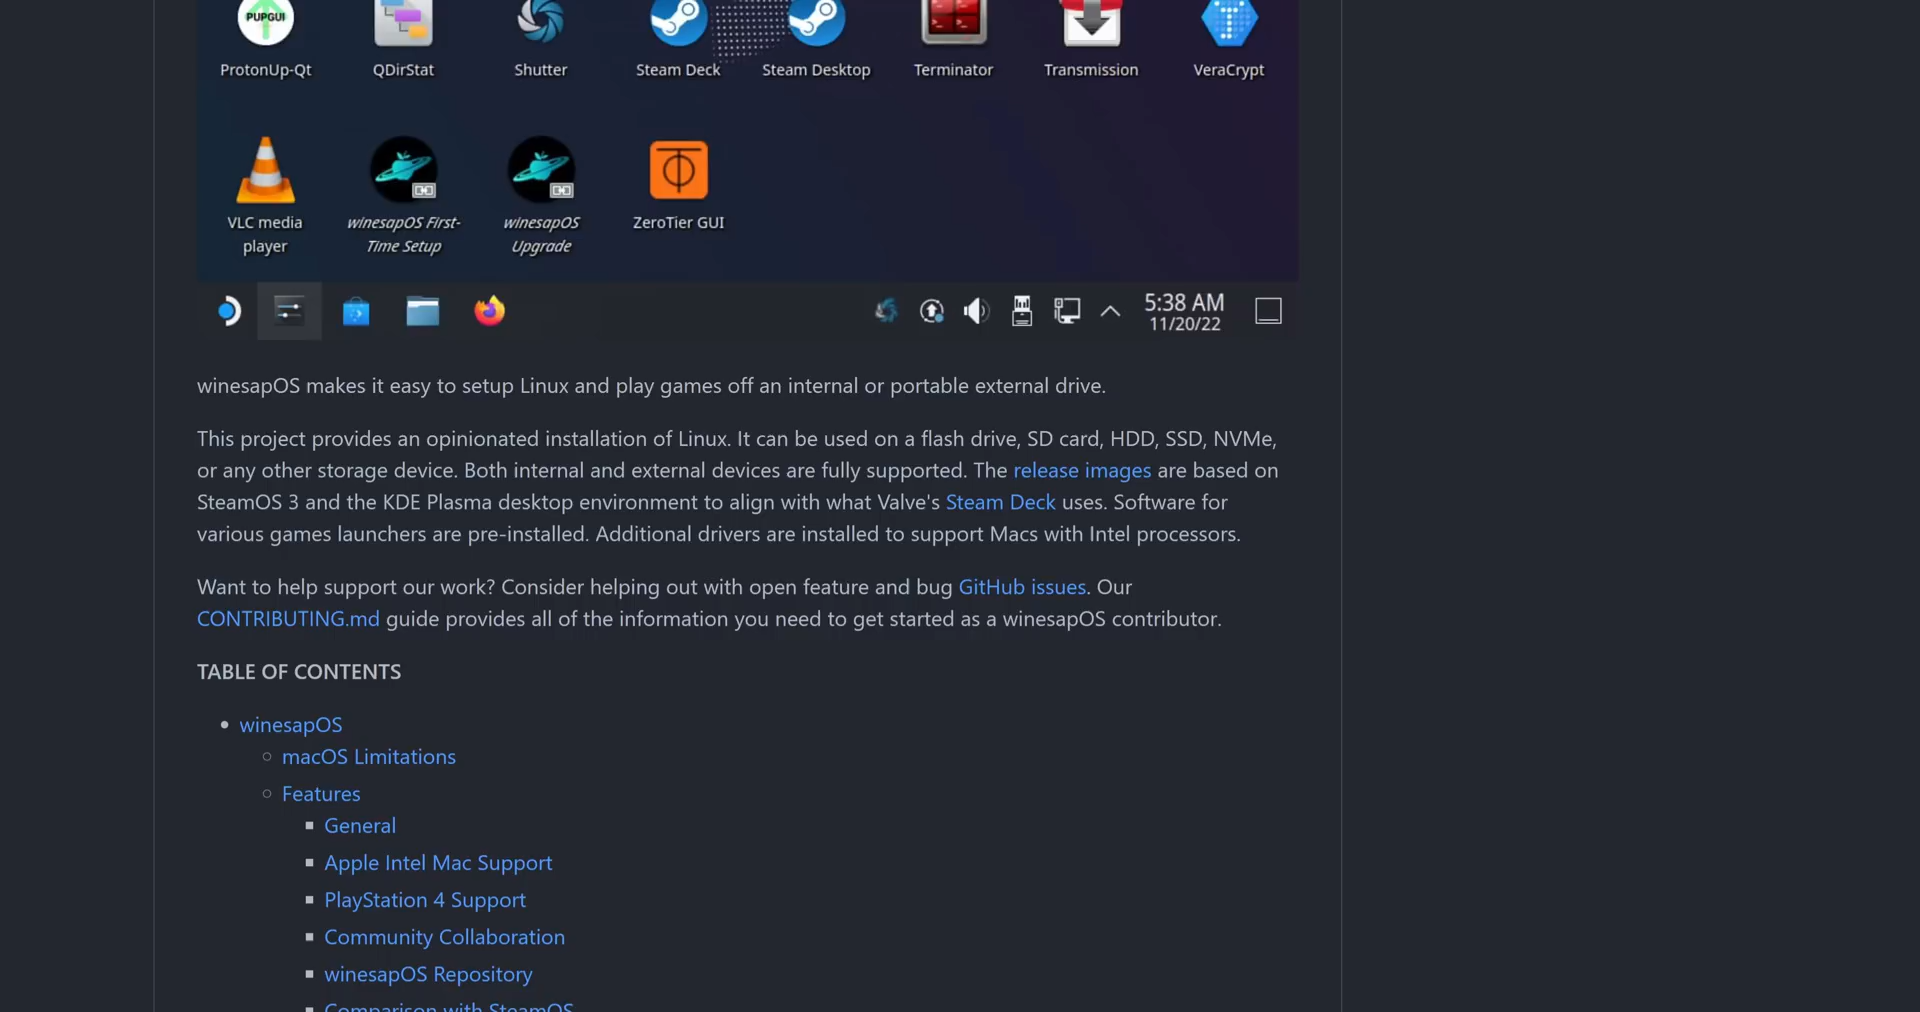 PUPGUI
ProtonUp-Qt QDirStat Shutter Steam Deck Steam Desktop Terminator Transmission VeraCrypt
VLC media winesapOS First- winesapOS ZeroTier GUI
player Time Setup Upgrade
5:38 AM
11/20/22
winesapOS makes it easy to setup Linux and play games off an internal or portable external drive.
This project provides an opinionated installation of Linux. It can be used on a flash drive, SD card, HDD, SSD, NVMe,
or any other storage device. Both internal and external devices are fully supported. The release images are based on
SteamOS 3 and the KDE Plasma desktop environment to align with what Valve's Steam Deck uses. Software for
various games launchers are pre-installed. Additional drivers are installed to support Macs with Intel processors.
Want to help support our work? Consider helping out with open feature and bug GitHub issues. Our
CONTRIBUTING.md guide provides all of the information you need to get started as a winesapOS contributor.
TABLE OF CONTENTS
winesapOS
macOS Limitations
Features
General
Apple Intel Mac Support
PlayStation 4 Support
Community Collaboration
winesapOS Repository
Comparison with SteamOS